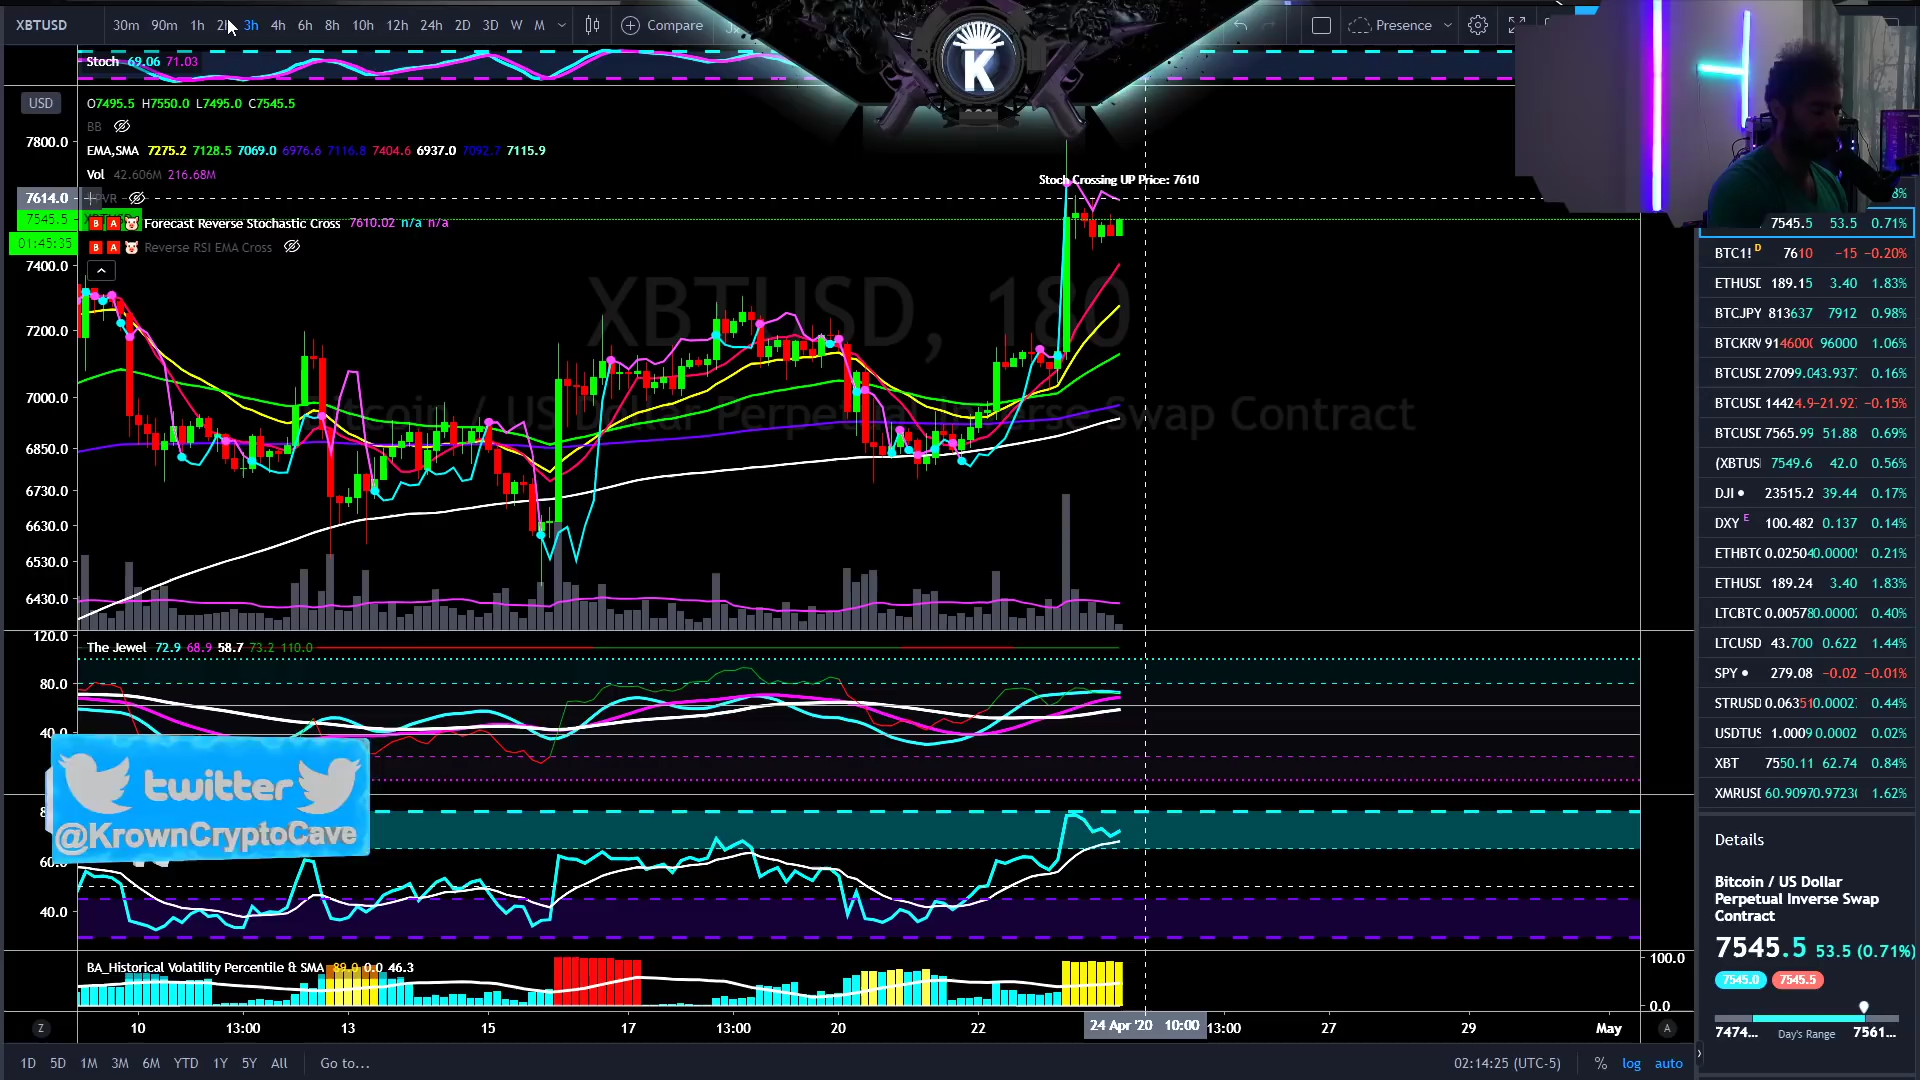 XBTUSD 30m 90m 1h 3h 4h 6h 8h 10h 12h 24h 2D 3D W M Compare Presence
Stoch 69.06 71.03
K
USD O7495.5 H7550.0 L7495.0 C7545.5
BB
EMA,SMA 7275.2 7128.5 7069.0 6976.6 7116.8 7404.6 6937.0 7092.7 7115.9
Vol 42.606M 216.68M
Stoch Crossing UP Price: 7610
Forecast Reverse Stochastic Cross 7610.02 n/a n/a
Reverse RSI EMA Cross
7800.0
7614.0
7545.5
01:45:35
7400.0
7200.0
7000.0
6850.0
6730.0
6630.0
6530.0
6430.0
XBTUSD, 180
Bitcoin / US Dollar Perpetual Inverse Swap Contract
120.0
The Jewel 72.9 68.9 58.7 73.2 110.0
80.0
40.0
twitter
@KrownCryptoCave
60.0
40.0
BA_Historical Volatility Percentile & SMA 89.0 0.0 46.3
100.0
0.0
Z 10 13:00 13 15 17 13:00 20 22 24 Apr '20 10:00 13:00 27 29 May A
1D 5D 1M 3M 6M YTD 1Y 5Y All Go to... 02:14:25 (UTC-5) % log auto
7545.5 53.5 0.71%
BTC1! D 7610 −15 −0.20%
ETHUSD 189.15 3.40 1.83%
BTCJPY 813637 7912 0.98%
BTCKRW 9146000 96000 1.06%
BTCUSD 0.16%
BTCUSD −0.15%
BTCUSD 7565.99 51.88 0.69%
(XBTUS 7549.6 42.0 0.56%
DJI 23515.2 39.44 0.17%
DXY E 100.482 0.137 0.14%
ETHBTC 0.21%
ETHUSD 189.24 3.40 1.83%
LTCBTC 0.40%
LTCUSD 43.700 0.622 1.44%
SPY 279.08 −0.02 −0.01%
STRUSD 0.44%
USDTUS 1.0009 0.0002 0.02%
XBT 7550.11 62.74 0.84%
XMRUSD 1.62%
Details
Bitcoin / US Dollar
Perpetual Inverse Swap
Contract
7545.5 53.5 (0.71%)
7545.0 7545.5
7474... Day's Range 7561...